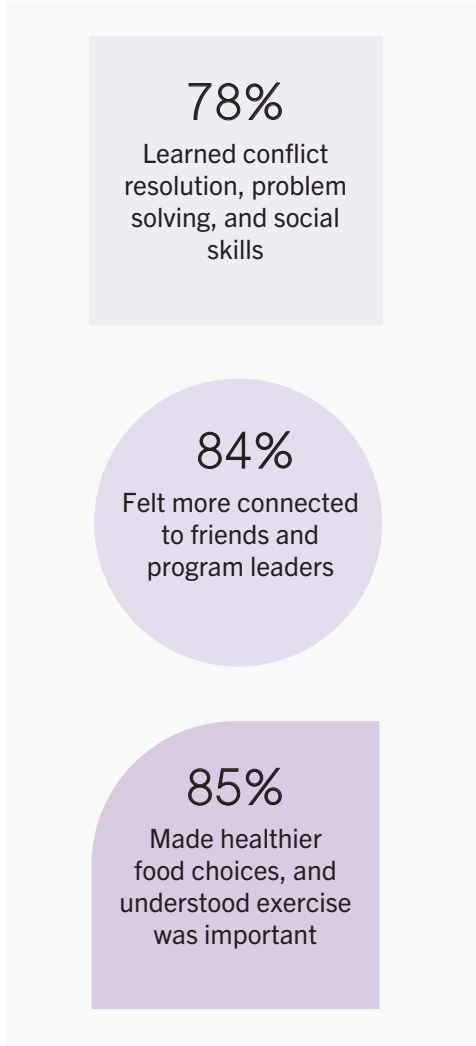 78%
Learned conflict
resolution, problem
solving, and social
skills
84%
Felt more connected
to friends and
program leaders
85%
Made healthier
food choices, and
understood exercise
was important